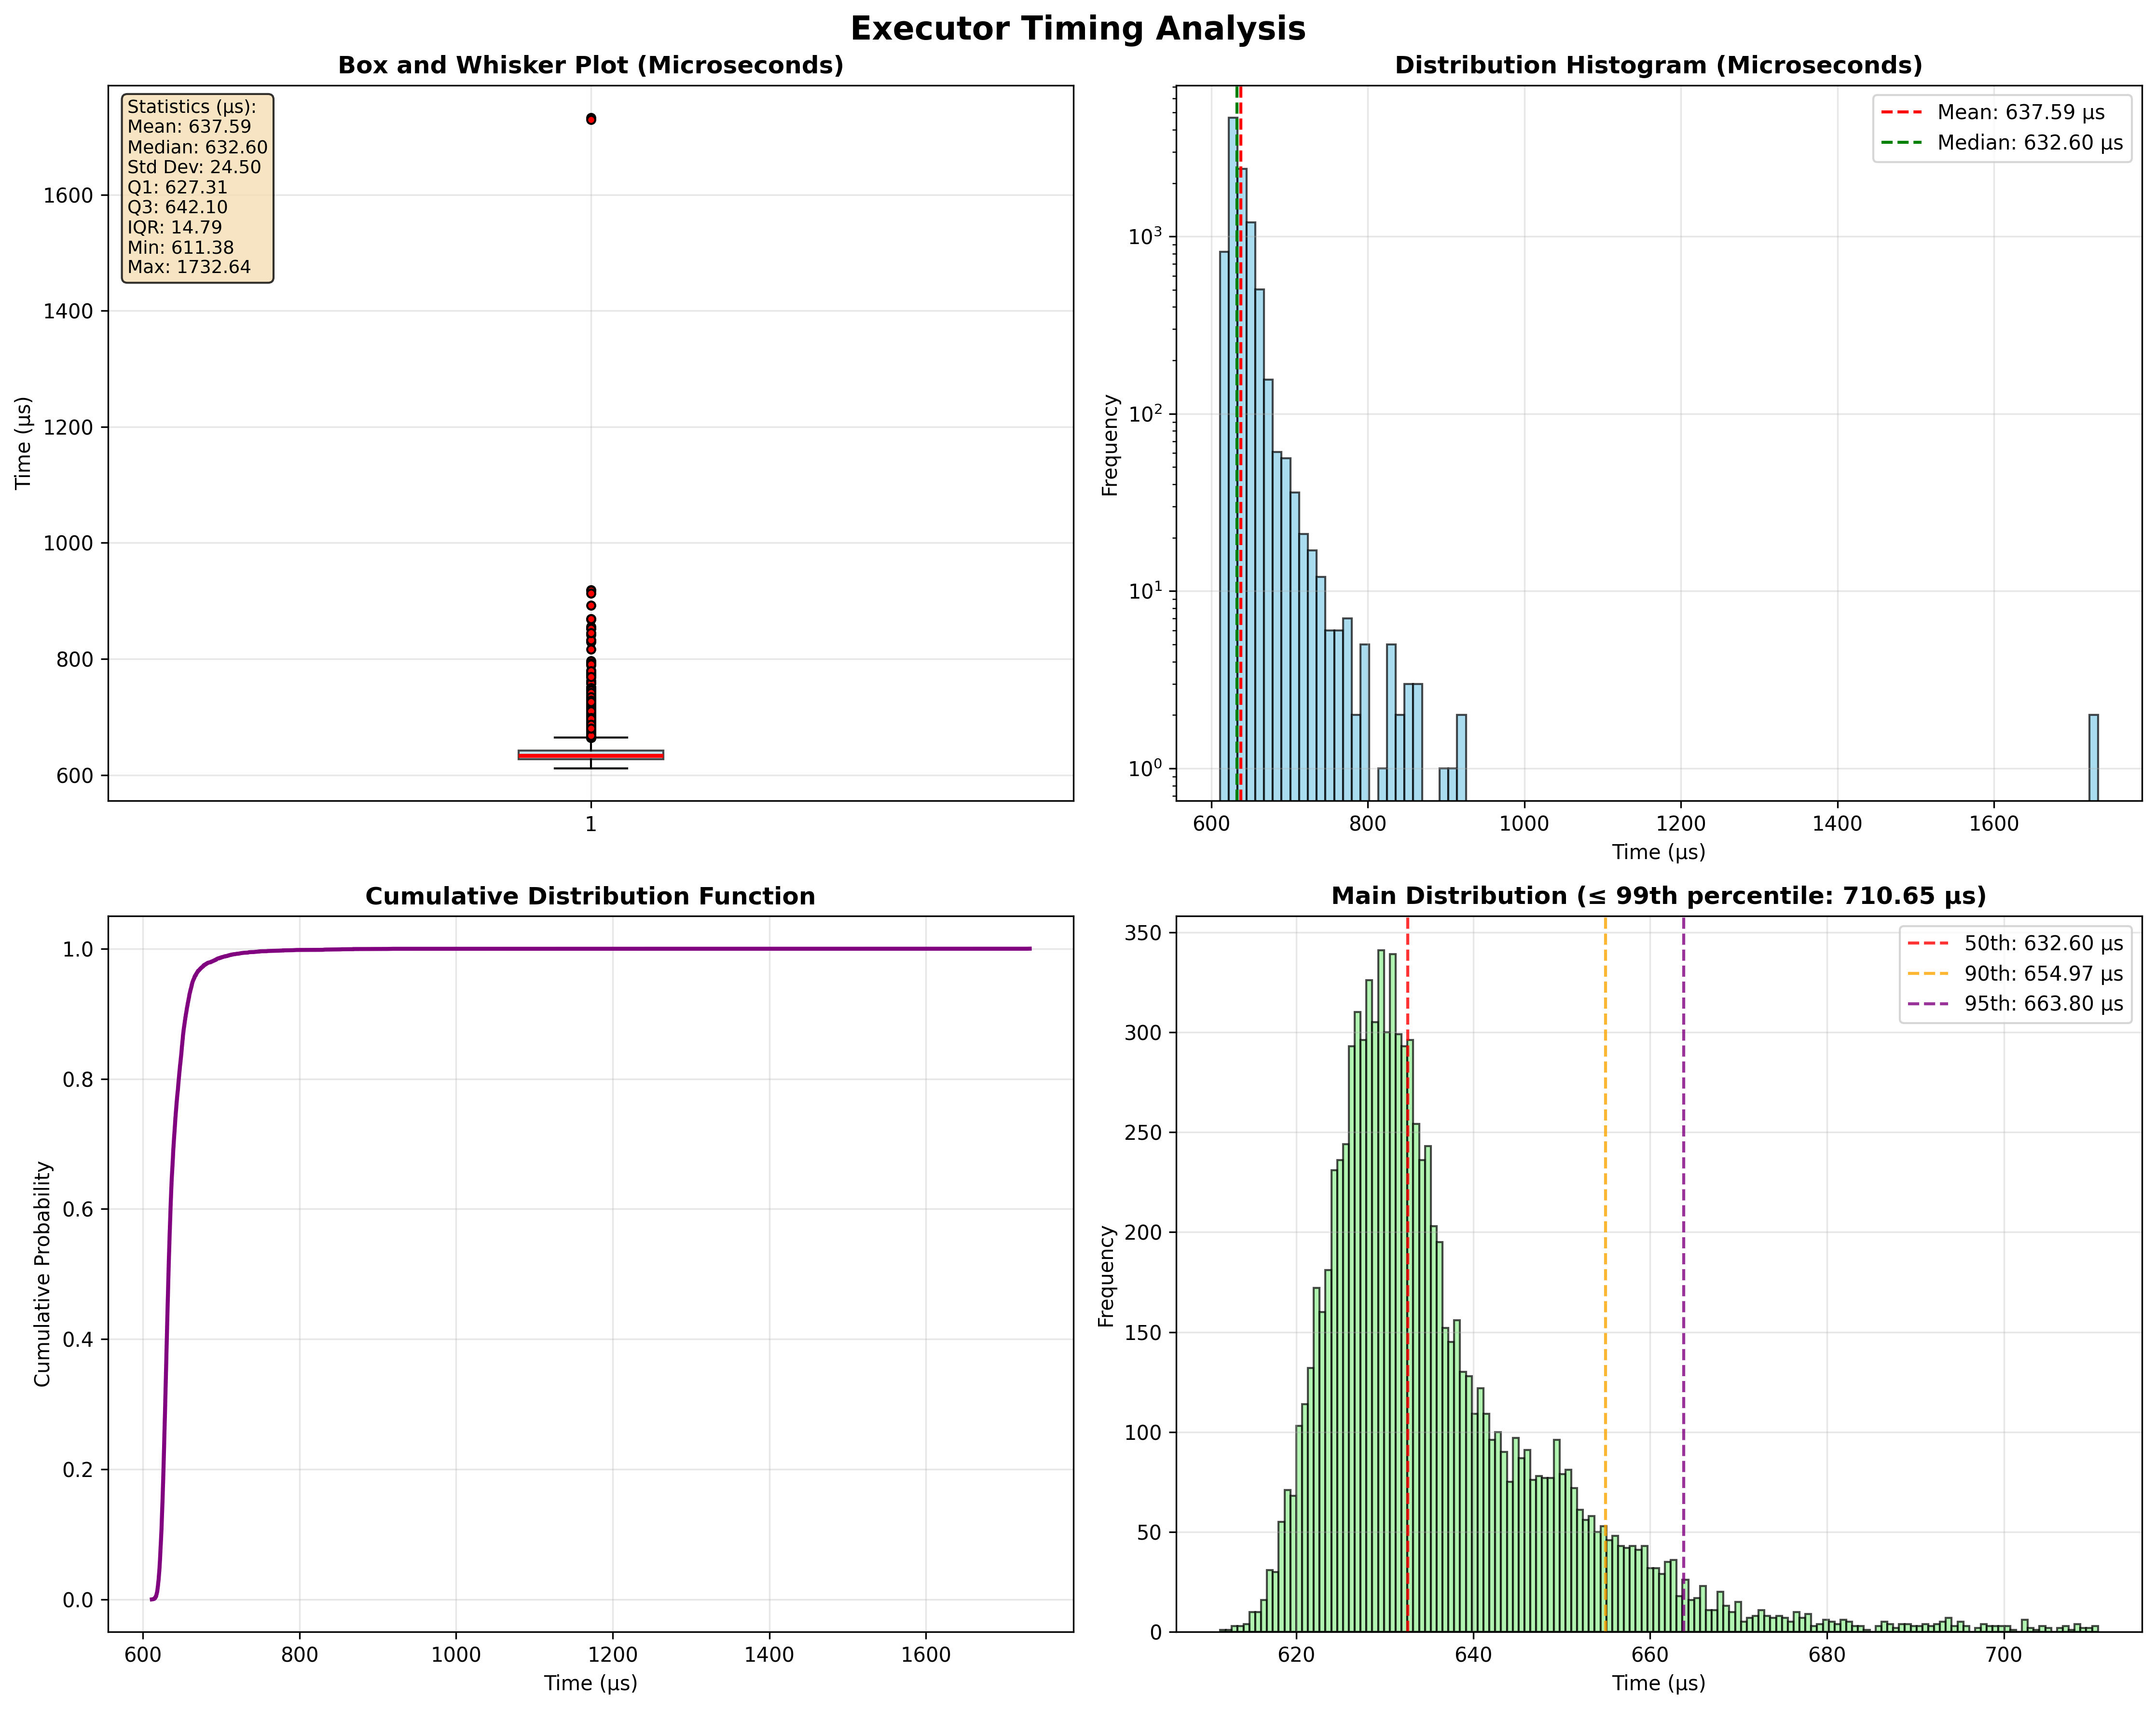 Executor Timing Analysis
Box and Whisker Plot (Microseconds)
Statistics (µs):
Mean: 637.59
Median: 632.60
Std Dev: 24.50
Q1: 627.31
Q3: 642.10
IQR: 14.79
Min: 611.38
Max: 1732.64
Time (µs)
1600
1400
1200
1000
800
600
1
Distribution Histogram (Microseconds)
Mean: 637.59 µs
Median: 632.60 µs
Frequency
10³
10²
10¹
10⁰
600 800 1000 1200 1400 1600
Time (µs)
Cumulative Distribution Function
Cumulative Probability
1.0
0.8
0.6
0.4
0.2
0.0
600 800 1000 1200 1400 1600
Time (µs)
Main Distribution (≤ 99th percentile: 710.65 µs)
50th: 632.60 µs
90th: 654.97 µs
95th: 663.80 µs
Frequency
350
300
250
200
150
100
50
0
620 640 660 680 700
Time (µs)